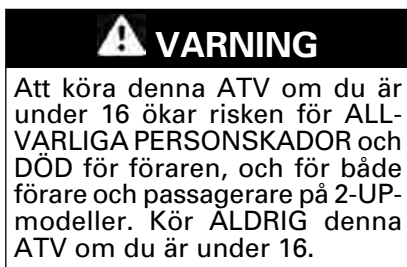 VARNING
Att köra denna ATV om du är
under 16 ökar risken för ALL-
VARLIGA PERSONSKADOR och
DÖD för föraren, och för både
förare och passagerare på 2-UP-
modeller. Kör ALDRIG denna
ATV om du är under 16.